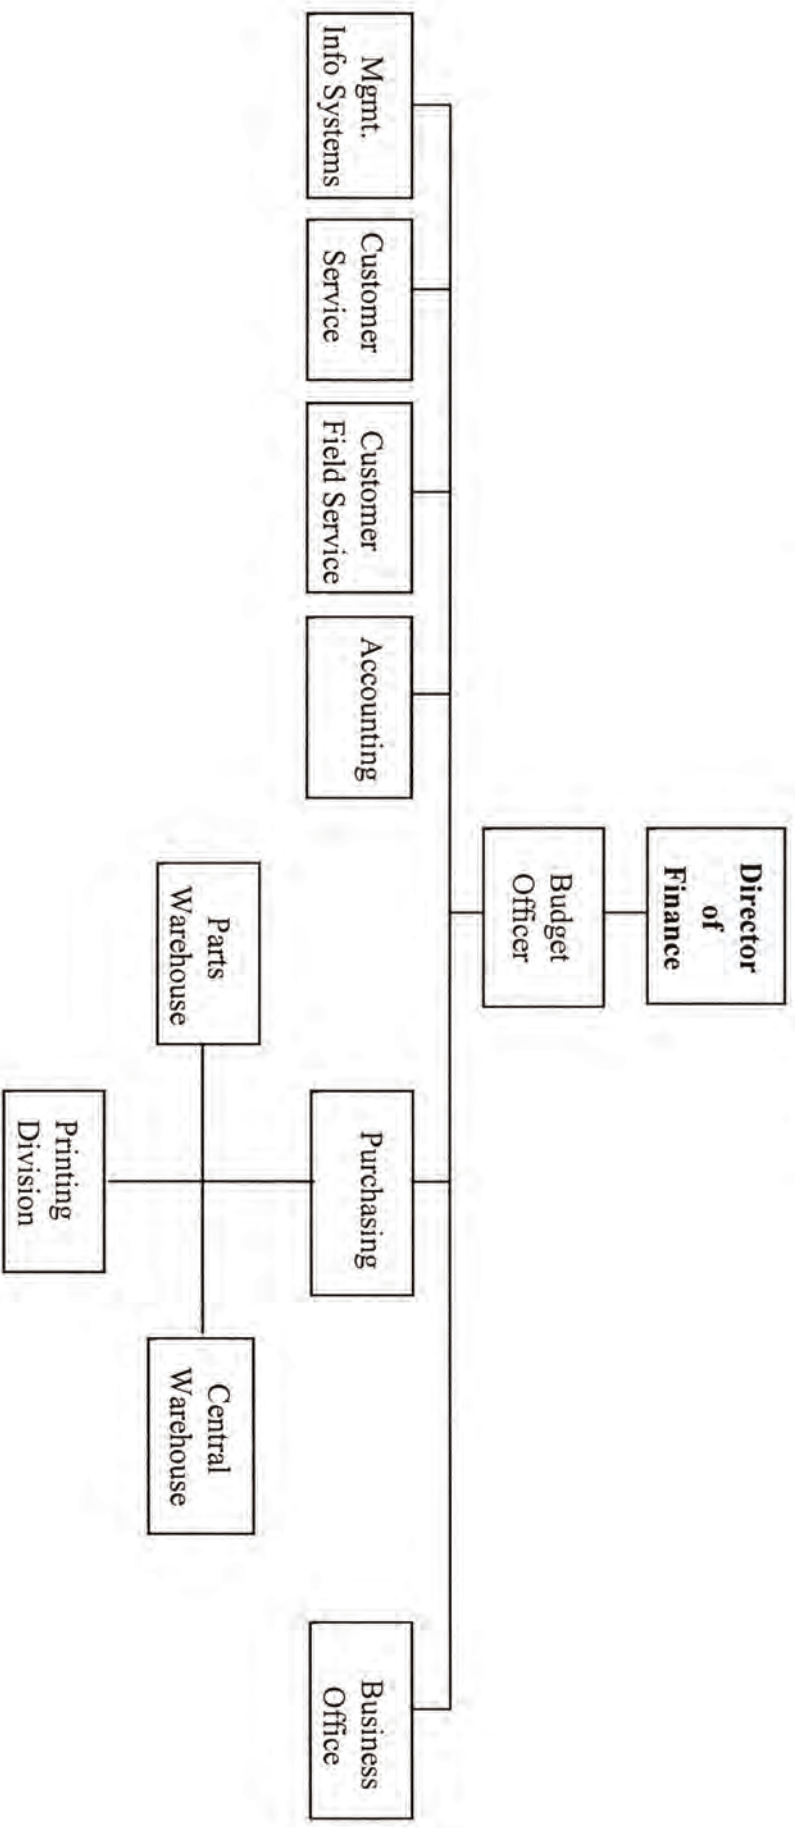 Director
of
Finance
Budget
Officer
Mgmt.
Info Systems
Customer
Service
Customer
Field Service
Accounting
Purchasing
Business
Office
Parts
Warehouse
Central
Warehouse
Printing
Division